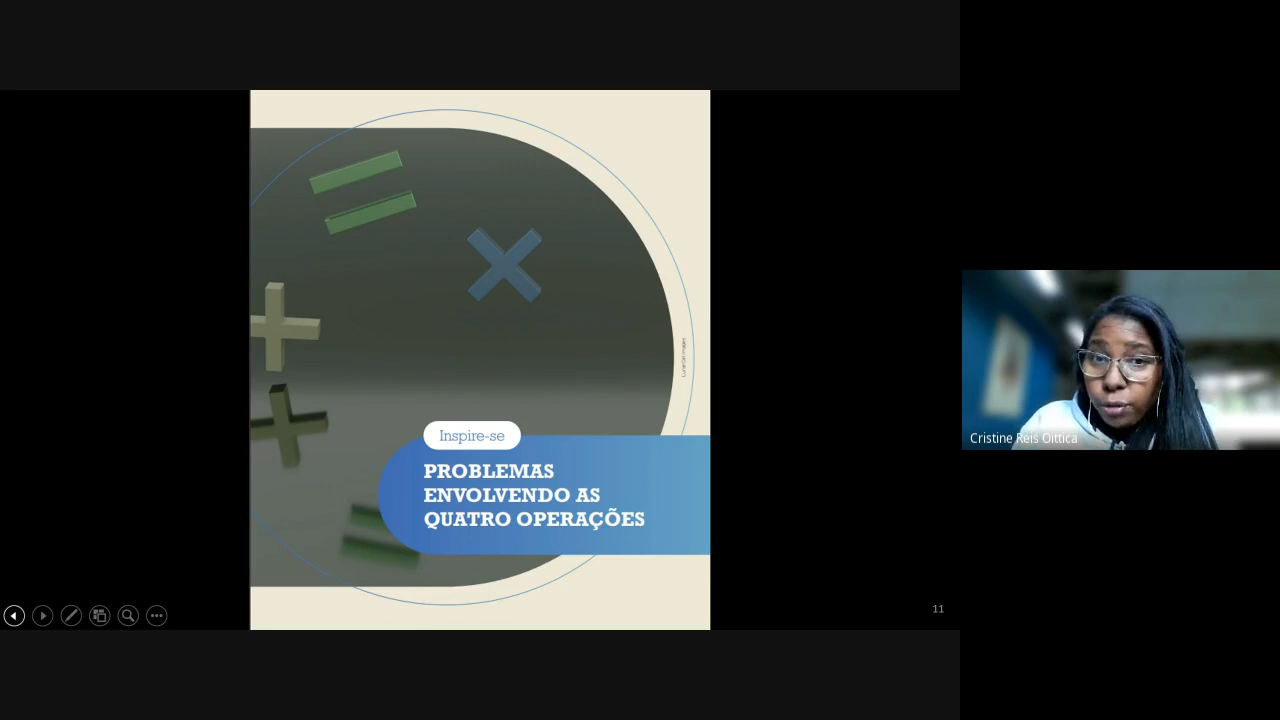 Inspire-se
PROBLEMAS
ENVOLVENDO AS
QUATRO OPERAÇÕES
11
Cristine Reis Oittica